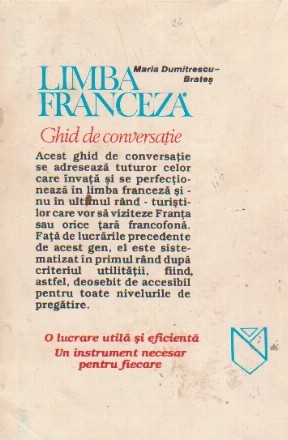 26
Maria Dumitrescu-
Brateș
LIMBA
FRANCEZĂ
Ghid de conversație
Acest ghid de conversație
se adresează tuturor celor
care învață și se perfecțio-
nează în limba franceză și -
nu în ultimul rând - turiști-
lor care vor să viziteze Franța
sau orice țară francofonă.
Față de lucrările precedente
de acest gen, el este siste-
matizat în primul rând după
criteriul utilității, fiind,
astfel, deosebit de accesibil
pentru toate nivelurile de
pregătire.
O lucrare utilă și eficientă
Un instrument necesar
pentru fiecare